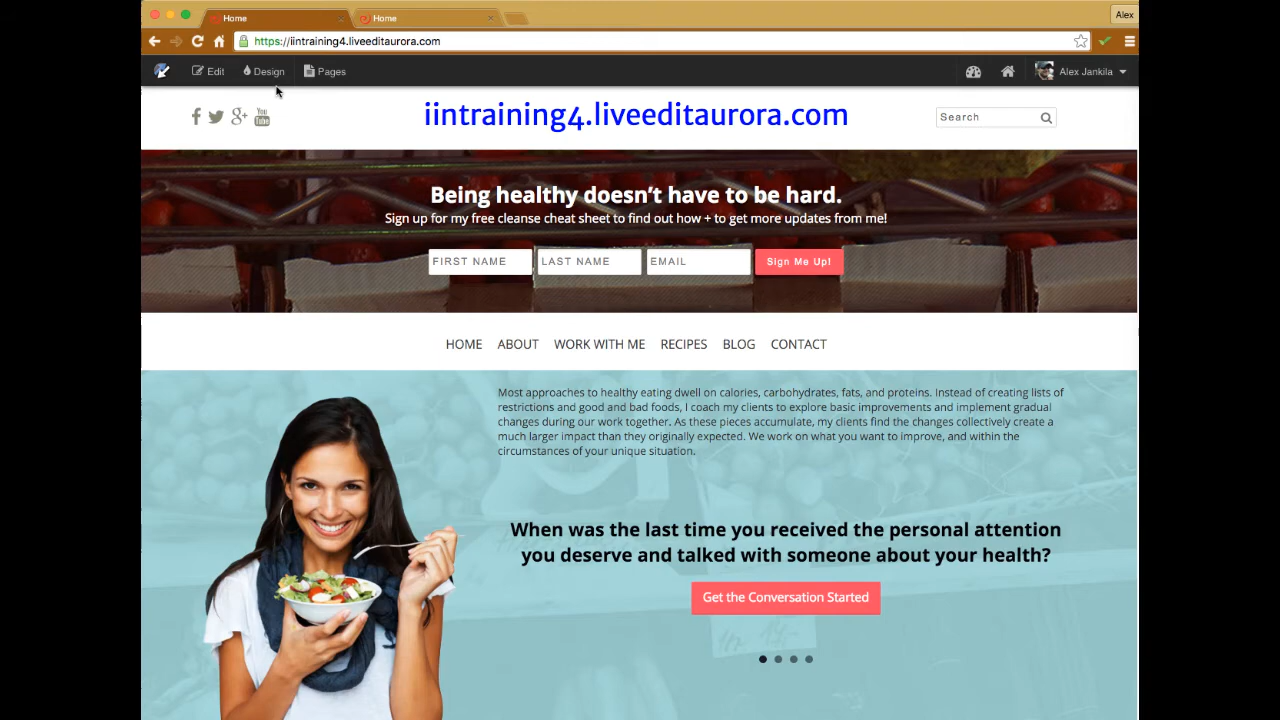 Home
Home
Alex
https://iintraining4.liveeditaurora.com
Edit
Design
Pages
Alex Jankila
You
Tube
iintraining4.liveeditaurora.com
Search
Being healthy doesn't have to be hard.
Sign up for my free cleanse cheat sheet to find out how + to get more updates from me!
FIRST NAME
LAST NAME
EMAIL
Sign Me Up!
HOME
ABOUT
WORK WITH ME
RECIPES
BLOG
CONTACT
Most approaches to healthy eating dwell on calories, carbohydrates, fats, and proteins. Instead of creating lists of
restrictions and good and bad foods, I coach my clients to explore basic improvements and implement gradual
changes during our work together. As these pieces accumulate, my clients find the changes collectively create a
much larger impact than they originally expected. We work on what you want to improve, and within the
circumstances of your unique situation.
When was the last time you received the personal attention
you deserve and talked with someone about your health?
Get the Conversation Started